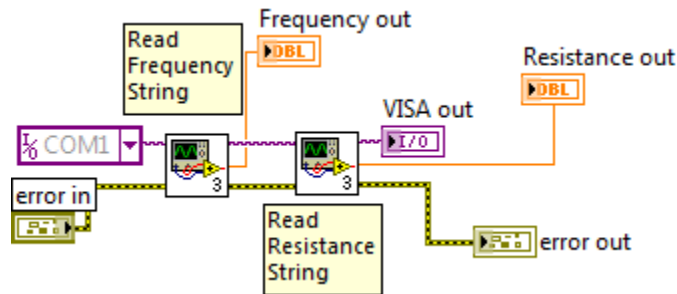 Frequency out
Read
Frequency
String
DBL
Resistance out
DBL
VISA out
I/O
I/O COM1
3
3
error in
Read
Resistance
String
error out